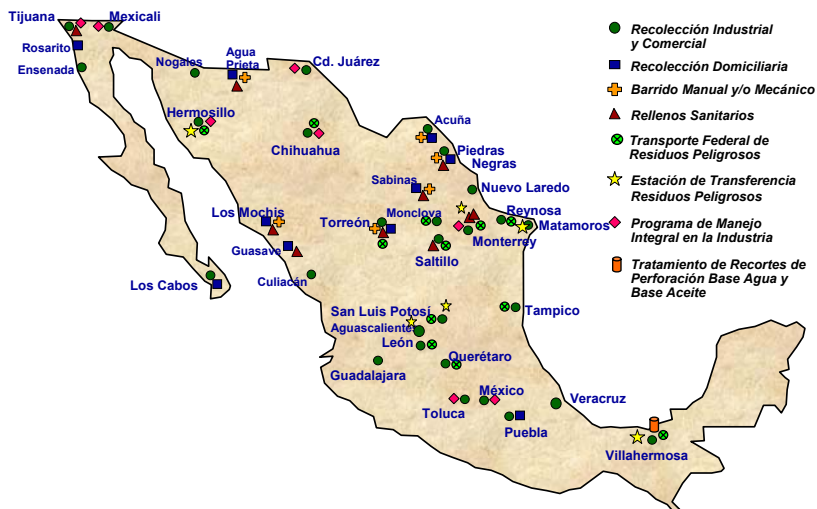 Tijuana
Mexicali
Rosarito
Ensenada
Nogales
Agua
Prieta
Cd. Juárez
Hermosillo
Chihuahua
Acuña
Piedras
Negras
Sabinas
Nuevo Laredo
Los Mochis
Torreón
Monclova
Reynosa
Matamoros
Monterrey
Guasave
Saltillo
Culiacán
Los Cabos
San Luis Potosí
Tampico
Aguascalientes
León
Querétaro
Guadalajara
México
Toluca
Veracruz
Puebla
Villahermosa
Recolección Industrial
y Comercial
Recolección Domiciliaria
Barrido Manual y/o Mecánico
Rellenos Sanitarios
Transporte Federal de
Residuos Peligrosos
Estación de Transferencia
Residuos Peligrosos
Programa de Manejo
Integral en la Industria
Tratamiento de Recortes de
Perforación Base Agua y
Base Aceite